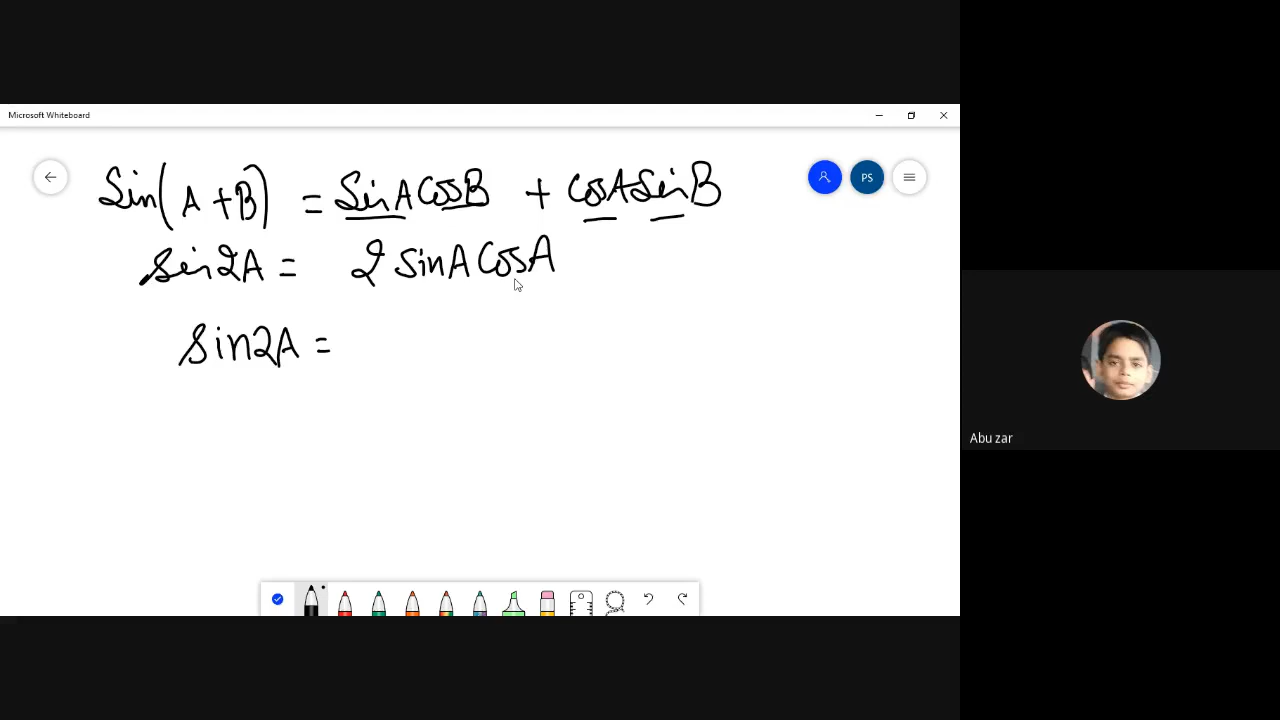 Microsoft Whiteboard
Sin(A+B) = SinACosB + CosASinB
PS
Sin2A = 2 SinACosA
Sin2A =
Abu zar